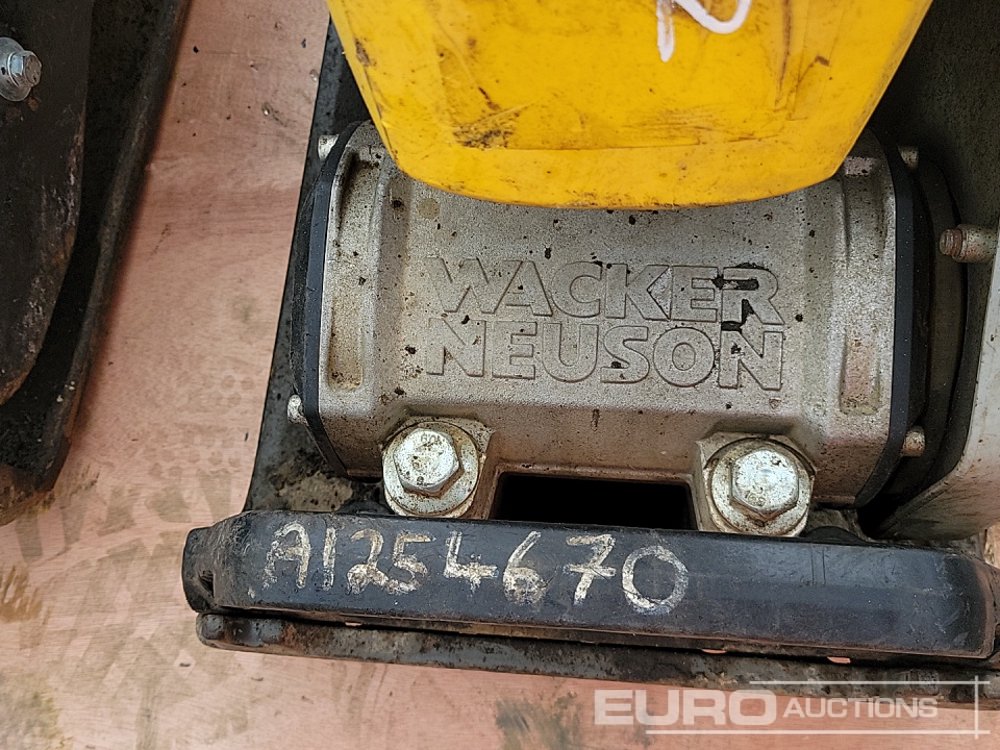 WACKER
NEUSON
A1254670
EURO AUCTIONS